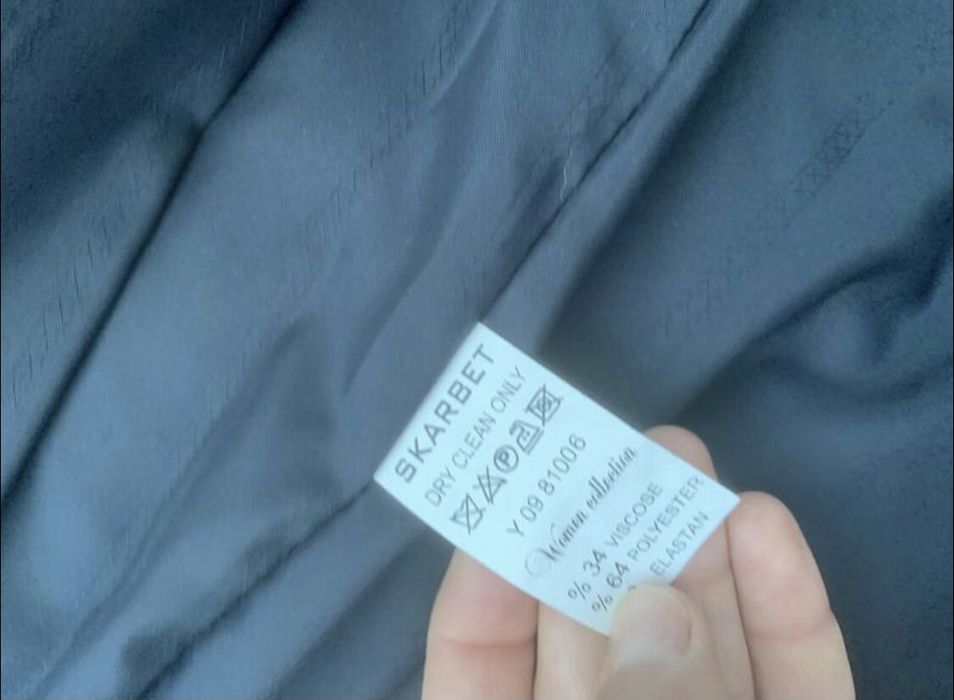 SKARBET
DRY CLEAN ONLY
P
Y 09 81006
Women collection
% 34 VISCOSE
% 64 POLYESTER
ELASTAN